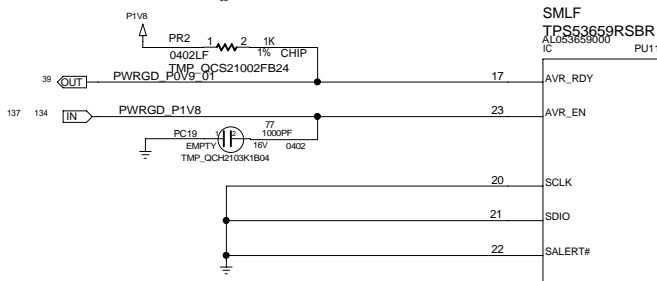 SMLF
TPS53659RSBR
AL053659000
IC PU11
P1V8
PR2 1 2 1K
0402LF 1% CHIP
TMP_QCS21002FB24
39 OUT PWRGD_P0V9_01 17 AVR_RDY
137 134 IN PWRGD_P1V8 23 AVR_EN
77
PC19 1 2 1000PF
EMPTY 16V 0402
TMP_QCH2103K1B04
20 SCLK
21 SDIO
22 SALERT#